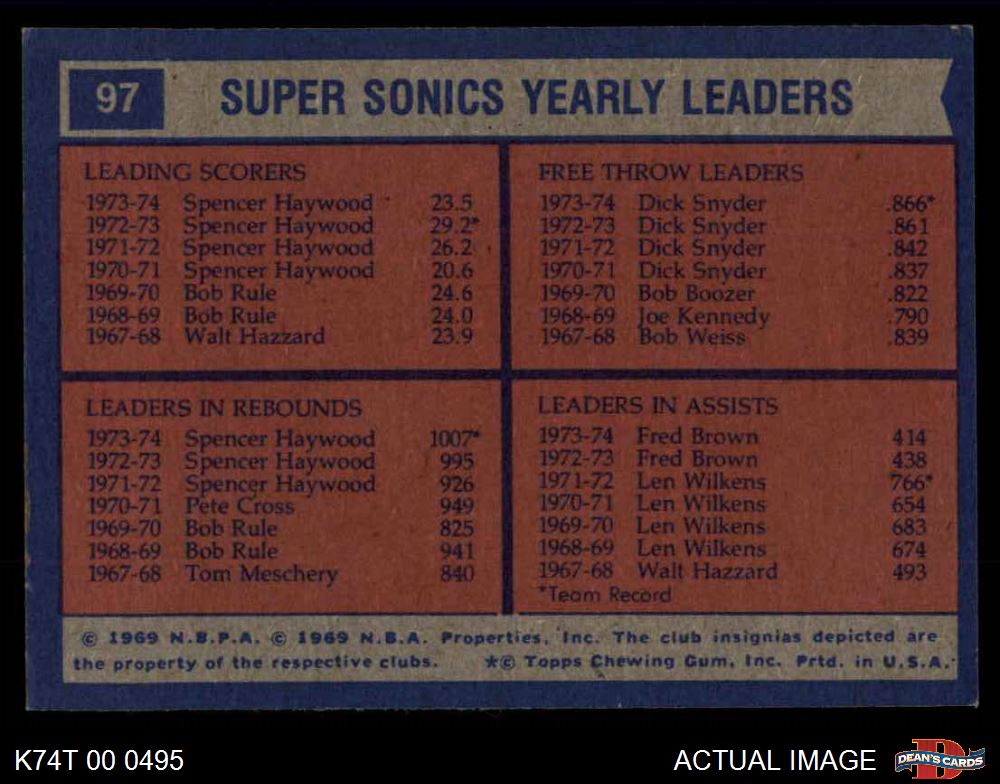 97 SUPER SONICS YEARLY LEADERS
LEADING SCORERS
1973-74 Spencer Haywood 23.5
1972-73 Spencer Haywood 29.2*
1971-72 Spencer Haywood 26.2
1970-71 Spencer Haywood 20.6
1969-70 Bob Rule 24.6
1968-69 Bob Rule 24.0
1967-68 Walt Hazzard 23.9
FREE THROW LEADERS
1973-74 Dick Snyder .866*
1972-73 Dick Snyder .861
1971-72 Dick Snyder .842
1970-71 Dick Snyder .837
1969-70 Bob Boozer .822
1968-69 Joe Kennedy .790
1967-68 Bob Weiss .839
LEADERS IN REBOUNDS
1973-74 Spencer Haywood 1007*
1972-73 Spencer Haywood 995
1971-72 Spencer Haywood 926
1970-71 Pete Cross 949
1969-70 Bob Rule 825
1968-69 Bob Rule 941
1967-68 Tom Meschery 840
LEADERS IN ASSISTS
1973-74 Fred Brown 414
1972-73 Fred Brown 438
1971-72 Len Wilkens 766*
1970-71 Len Wilkens 654
1969-70 Len Wilkens 683
1968-69 Len Wilkens 674
1967-68 Walt Hazzard 493
*Team Record
© 1969 N.B.P.A. © 1969 N.B.A. Properties, Inc. The club insignias depicted are
the property of the respective clubs. *© Topps Chewing Gum, Inc. Prtd. in U.S.A.
K74T 00 0495 ACTUAL IMAGE D DEAN'S CARDS